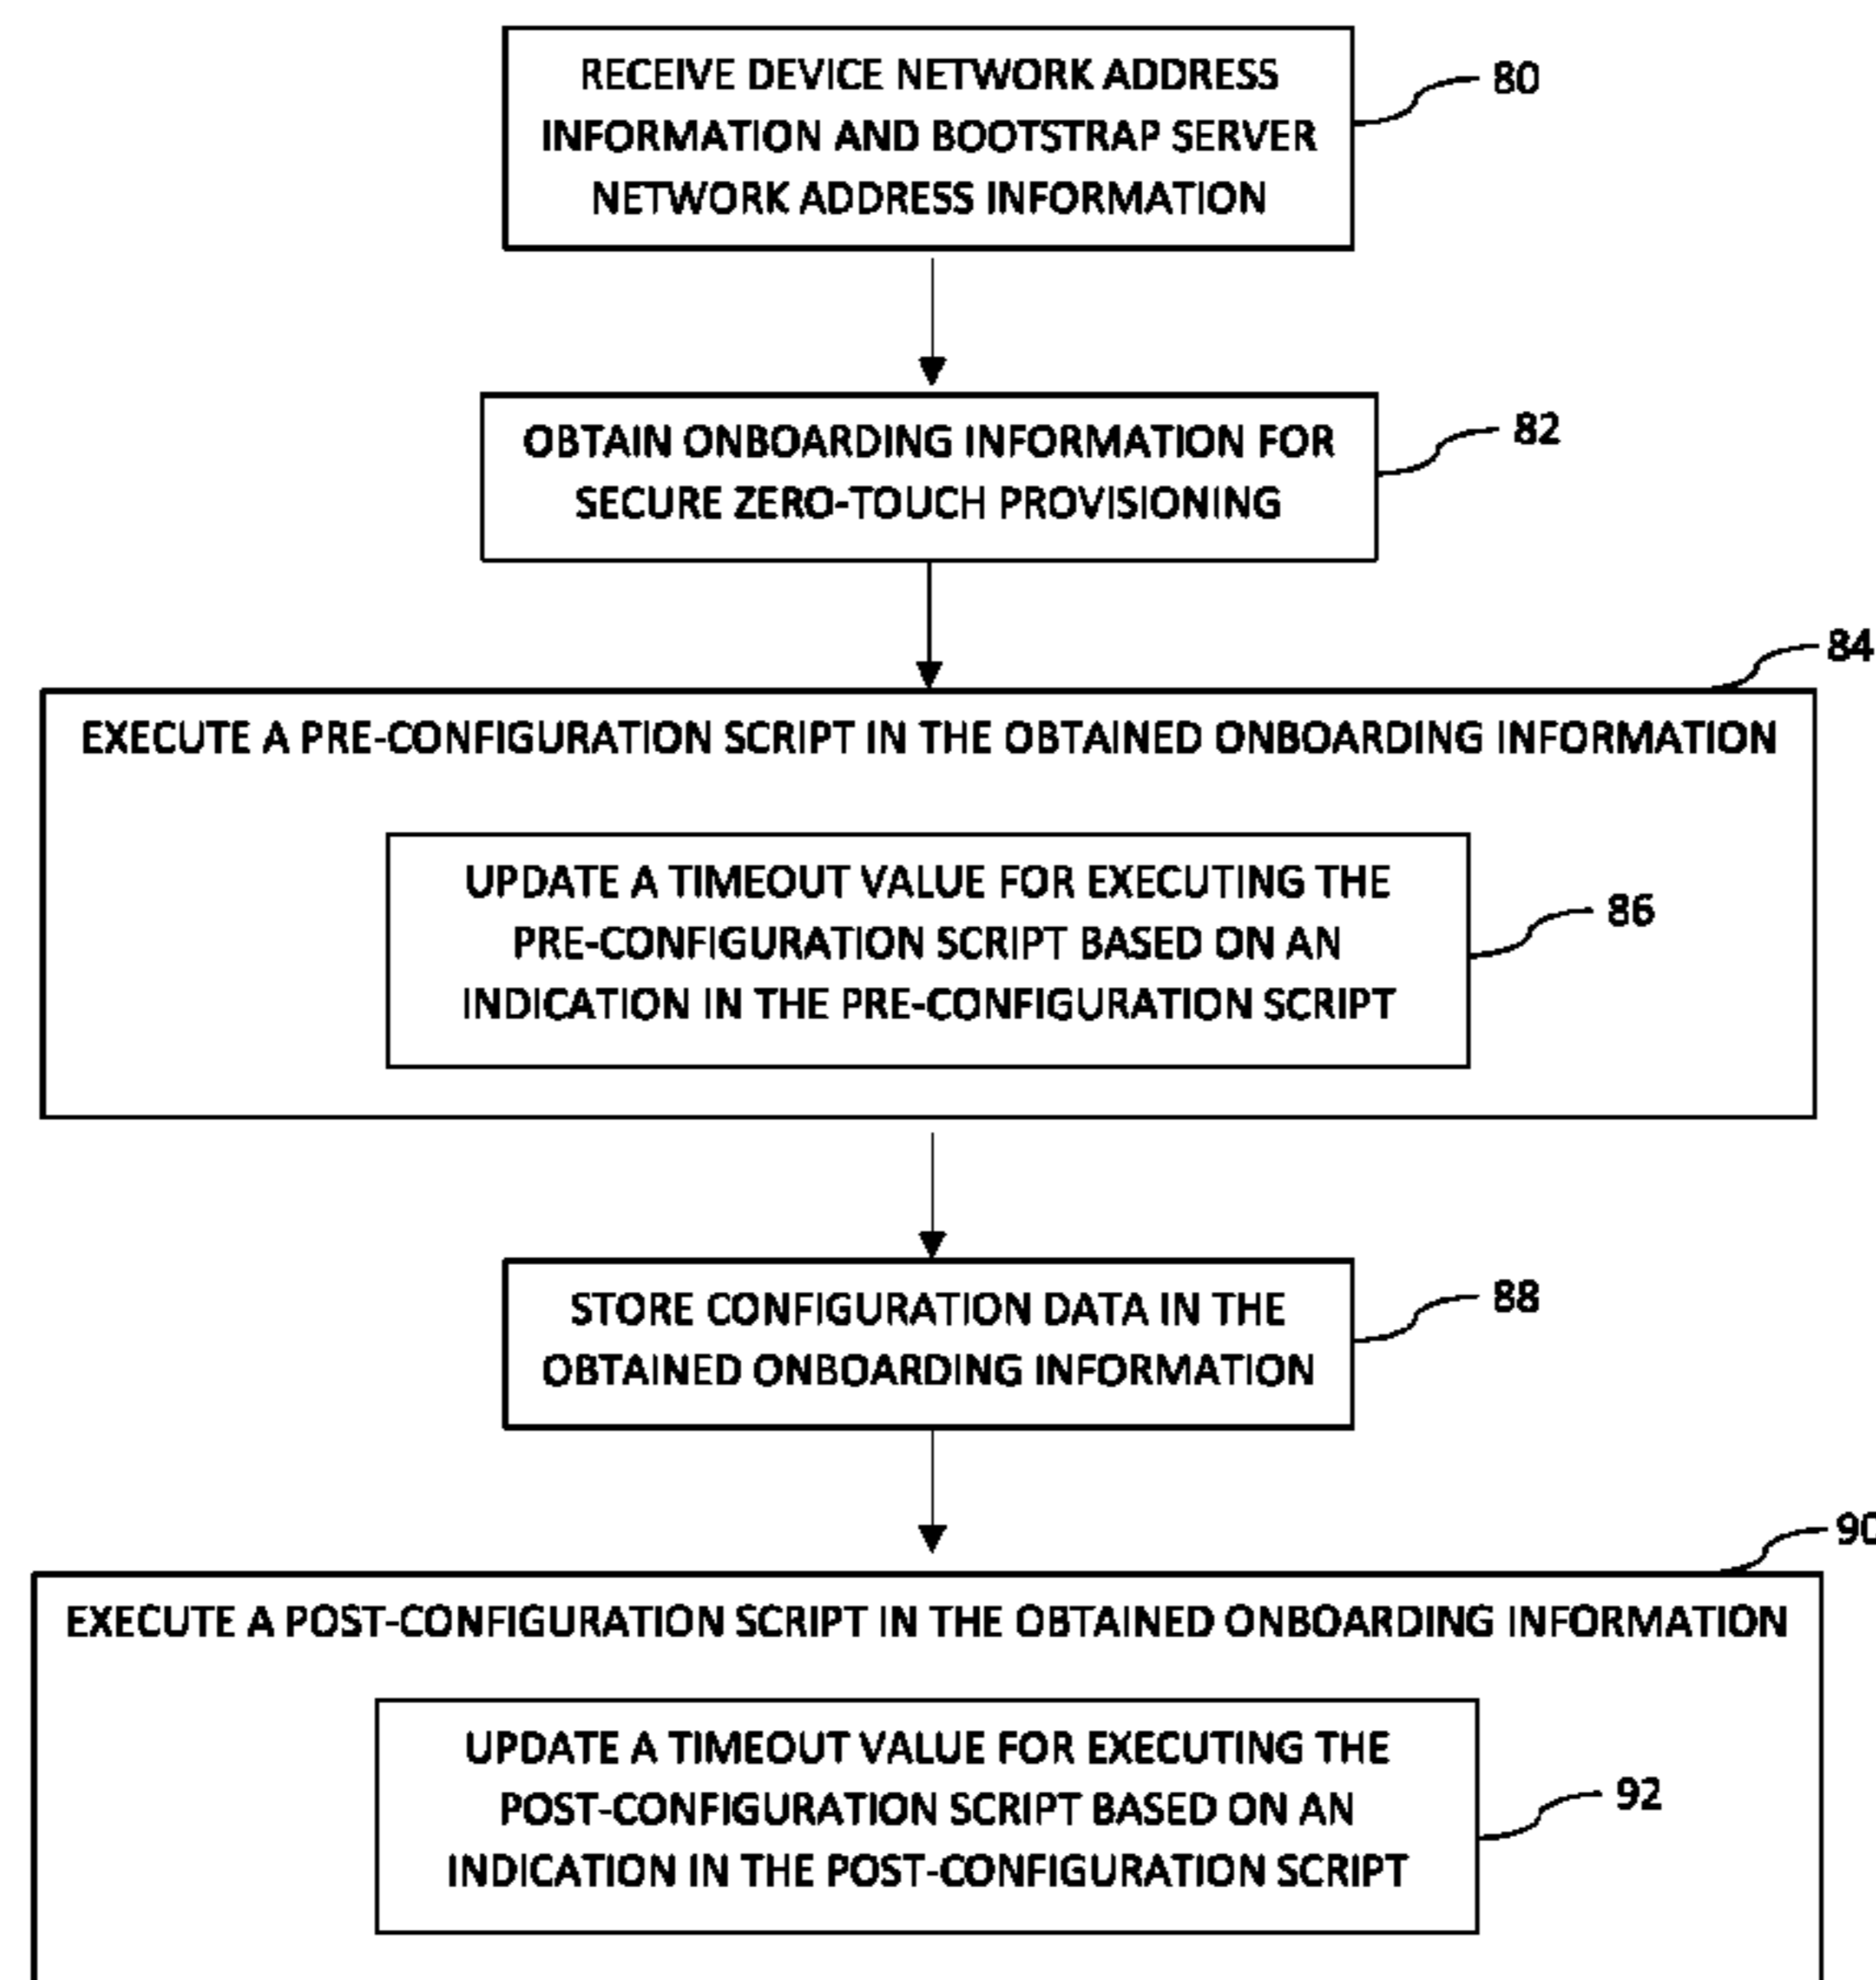 RECEIVE DEVICE NETWORK ADDRESS
INFORMATION AND BOOTSTRAP SERVER
NETWORK ADDRESS INFORMATION
80
OBTAIN ONBOARDING INFORMATION FOR
SECURE ZERO-TOUCH PROVISIONING
82
84
EXECUTE A PRE-CONFIGURATION SCRIPT IN THE OBTAINED ONBOARDING INFORMATION
UPDATE A TIMEOUT VALUE FOR EXECUTING THE
PRE-CONFIGURATION SCRIPT BASED ON AN
INDICATION IN THE PRE-CONFIGURATION SCRIPT
86
STORE CONFIGURATION DATA IN THE
OBTAINED ONBOARDING INFORMATION
88
90
EXECUTE A POST-CONFIGURATION SCRIPT IN THE OBTAINED ONBOARDING INFORMATION
UPDATE A TIMEOUT VALUE FOR EXECUTING THE
POST-CONFIGURATION SCRIPT BASED ON AN
INDICATION IN THE POST-CONFIGURATION SCRIPT
92